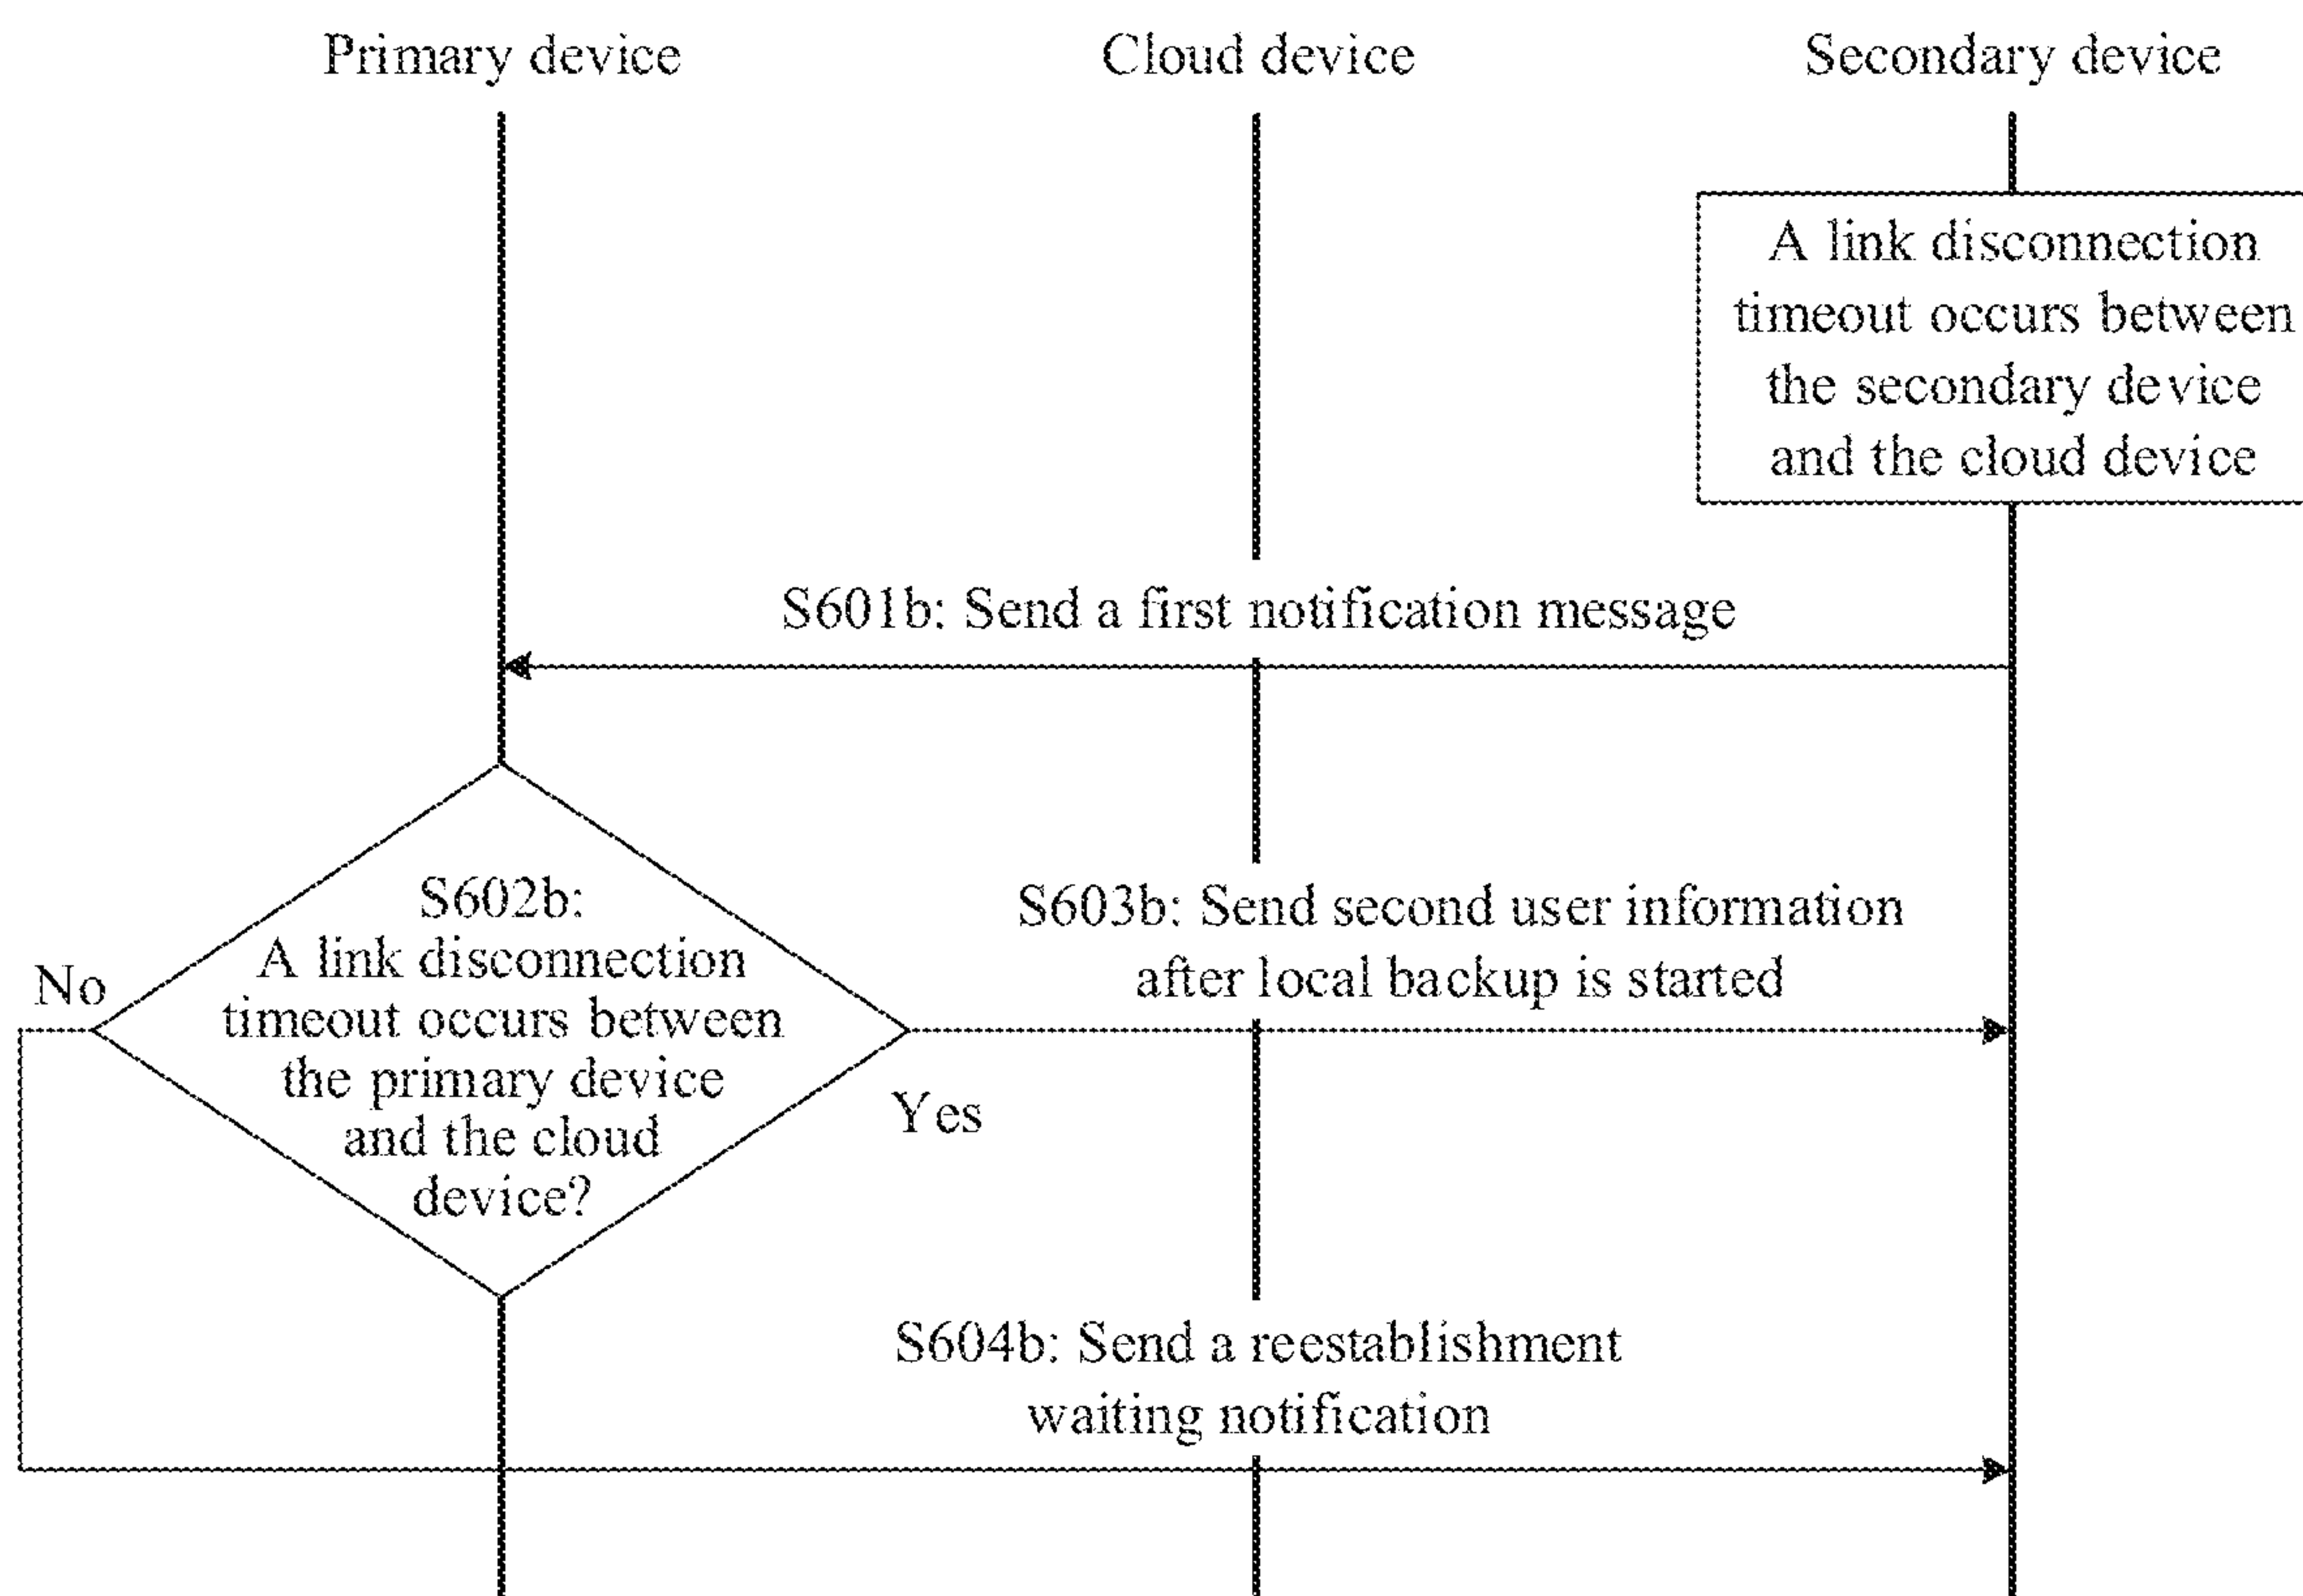 Primary device
Cloud device
Secondary device
A link disconnection
timeout occurs between
the secondary device
and the cloud device
S601b: Send a first notification message
S602b:
A link disconnection
timeout occurs between
the primary device
and the cloud
device?
No
Yes
S603b: Send second user information
after local backup is started
S604b: Send a reestablishment
waiting notification